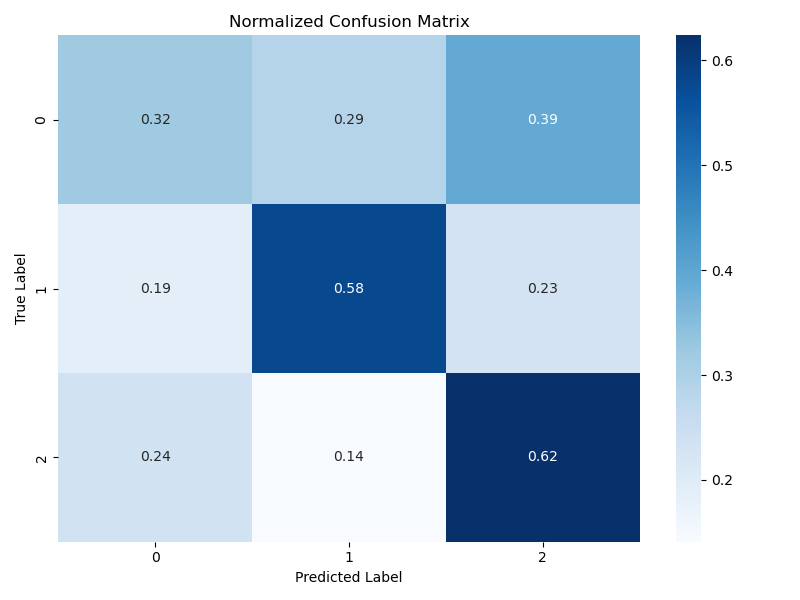 Normalized Confusion Matrix
0.6
0 0.32 0.29 0.39
0.5
0.4
True Label
1 0.19 0.58 0.23
0.3
2 0.24 0.14 0.62
0.2
0 1 2
Predicted Label